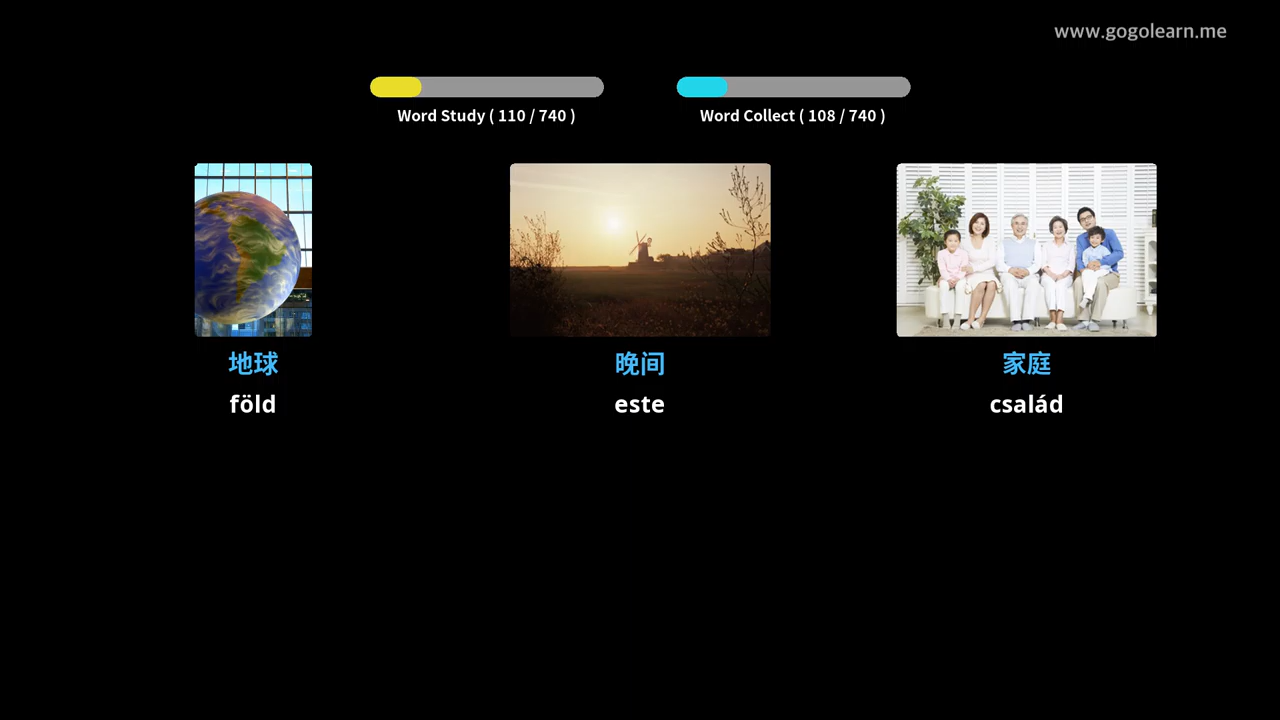 www.gogolearn.me
Word Study ( 110 / 740 )
Word Collect ( 108 / 740 )
地球
晚间
家庭
föld
este
család